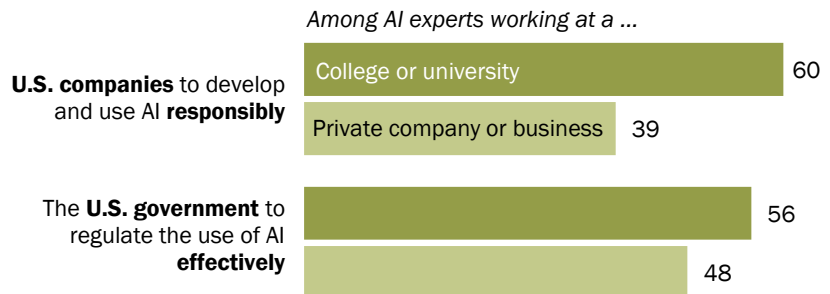 Among AI experts working at a ...
U.S. companies to develop
and use AI responsibly
College or university
60
Private company or business
39
The U.S. government to
regulate the use of AI
effectively
56
48